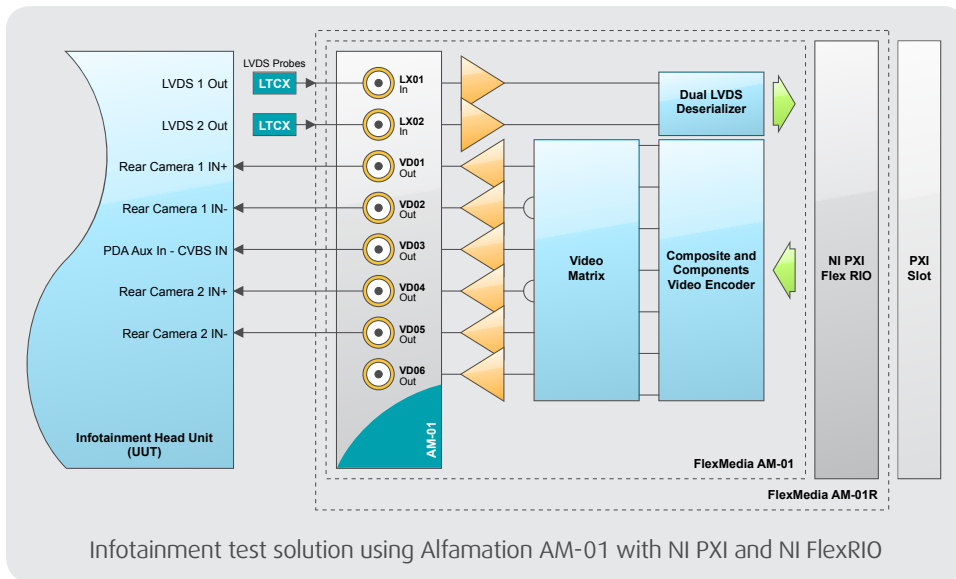 LVDS Probes
LVDS 1 Out
LTCX
LX01
In
Dual LVDS
Deserializer
LVDS 2 Out
LTCX
LX02
In
Rear Camera 1 IN+
VD01
Out
Rear Camera 1 IN-
VD02
Out
PDA Aux In - CVBS IN
VD03
Out
Rear Camera 2 IN+
VD04
Out
Rear Camera 2 IN-
VD05
Out
VD06
Out
Video
Matrix
Composite and
Components
Video Encoder
NI PXI
Flex RIO
PXI
Slot
AM-01
Infotainment Head Unit
(UUT)
FlexMedia AM-01
FlexMedia AM-01R
Infotainment test solution using Alfamation AM-01 with NI PXI and NI FlexRIO